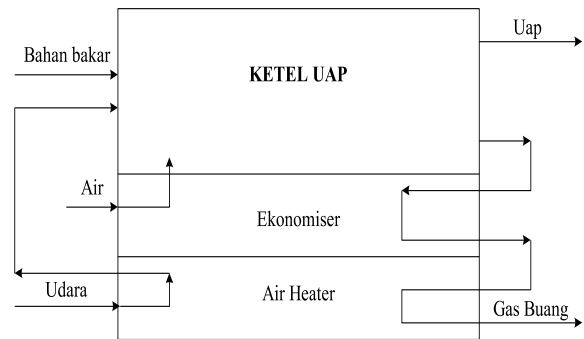 Uap
Bahan bakar
KETEL UAP
Air
Ekonomiser
Udara
Air Heater
Gas Buang